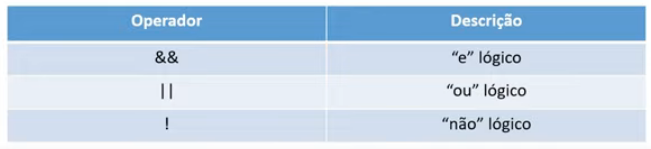 Operador Descrição
&& “e” lógico
|| “ou” lógico
! “não” lógico